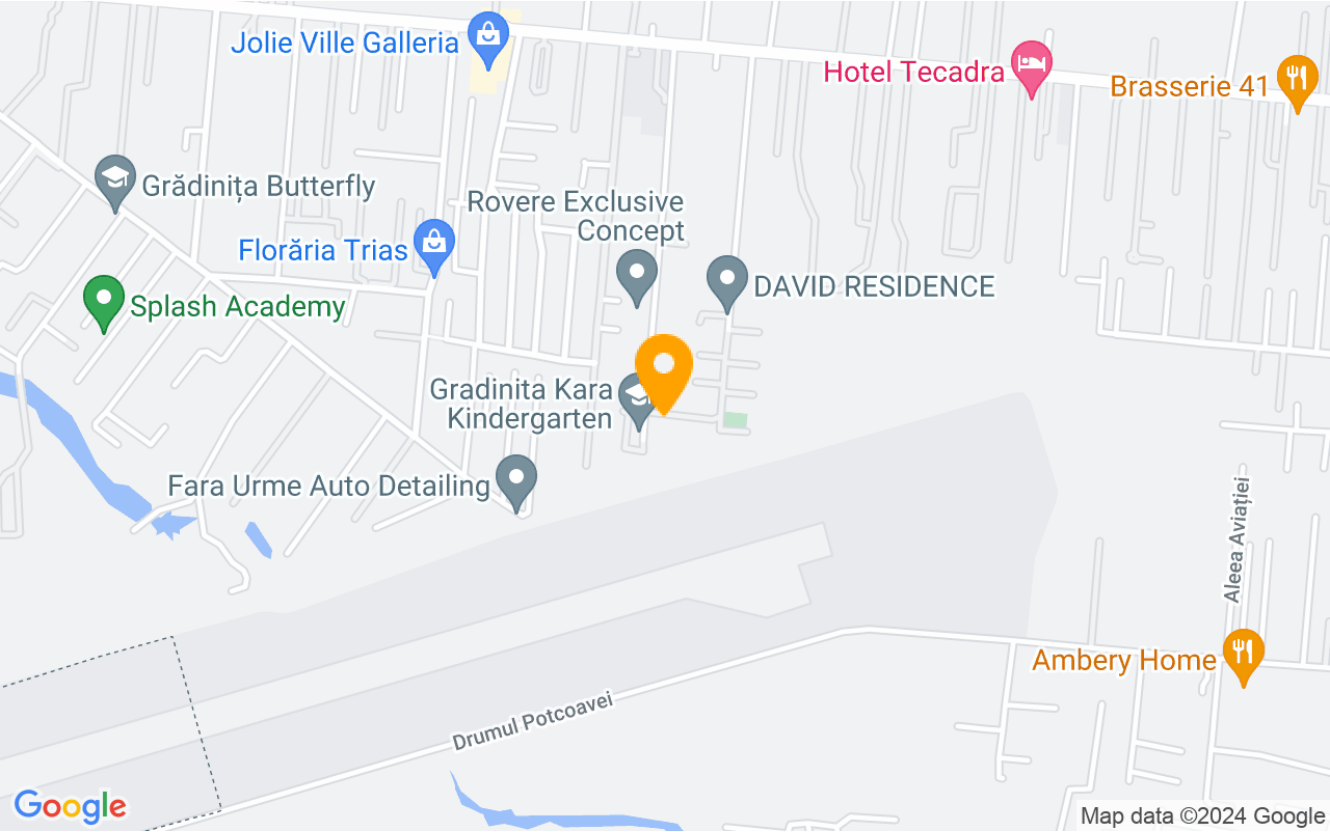 Jolie Ville Galleria
Hotel Tecadra
Brasserie 41
Grădinița Butterfly
Rovere Exclusive
Concept
Florăria Trias
DAVID RESIDENCE
Splash Academy
Gradinita Kara
Kindergarten
Fara Urme Auto Detailing
Aleea Aviației
Ambery Home
Drumul Potcoavei
Google
Map data ©2024 Google